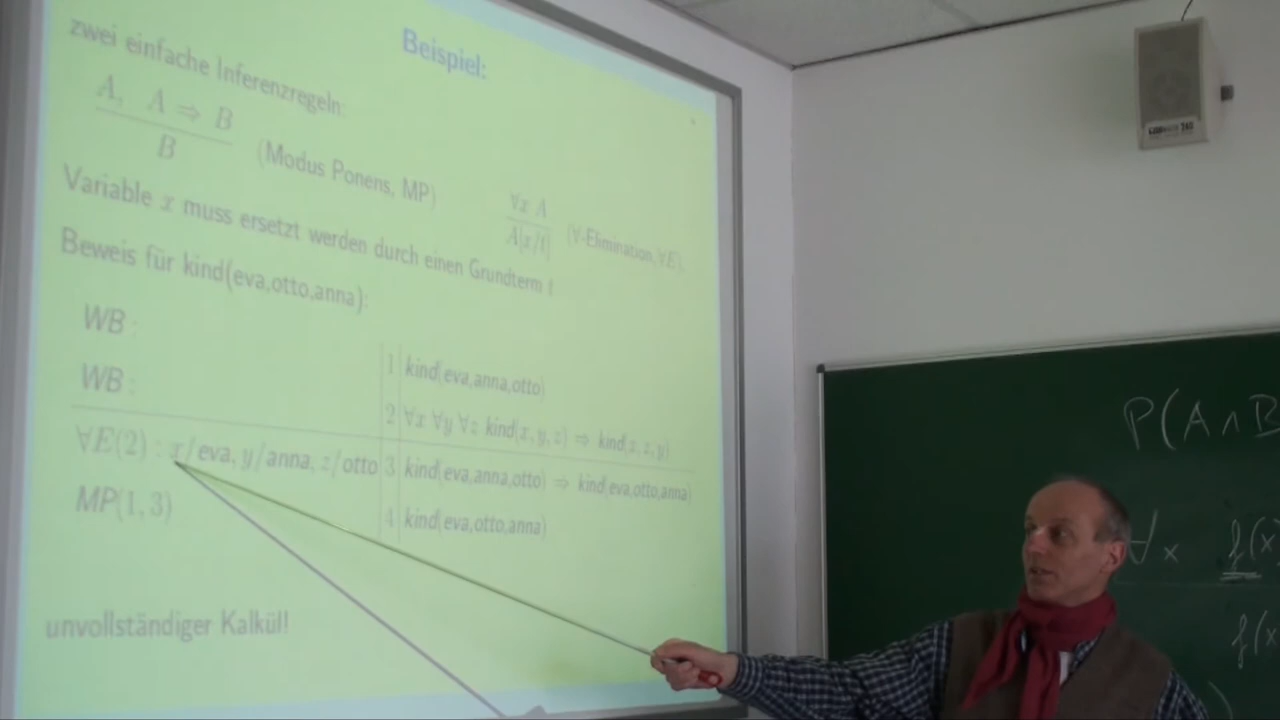 Beispiel:
zwei einfache Inferenzregeln:
A, A ⇒ B
B
(Modus Ponens, MP)
∀x A
A[x/t]
(∀-Elimination, ∀E).
Variable x muss ersetzt werden durch einen Grundterm t
Beweis für kind(eva,otto,anna):
WB : 1 kind(eva,anna,otto)
WB : 2 ∀x ∀y ∀z kind(x,y,z) ⇒ kind(x,z,y)
∀E(2) : x/eva, y/anna, z/otto 3 kind(eva,anna,otto) ⇒ kind(eva,otto,anna)
MP(1,3) 4 kind(eva,otto,anna)
unvollständiger Kalkül!
P(A∧B
∀x f(x
f(x